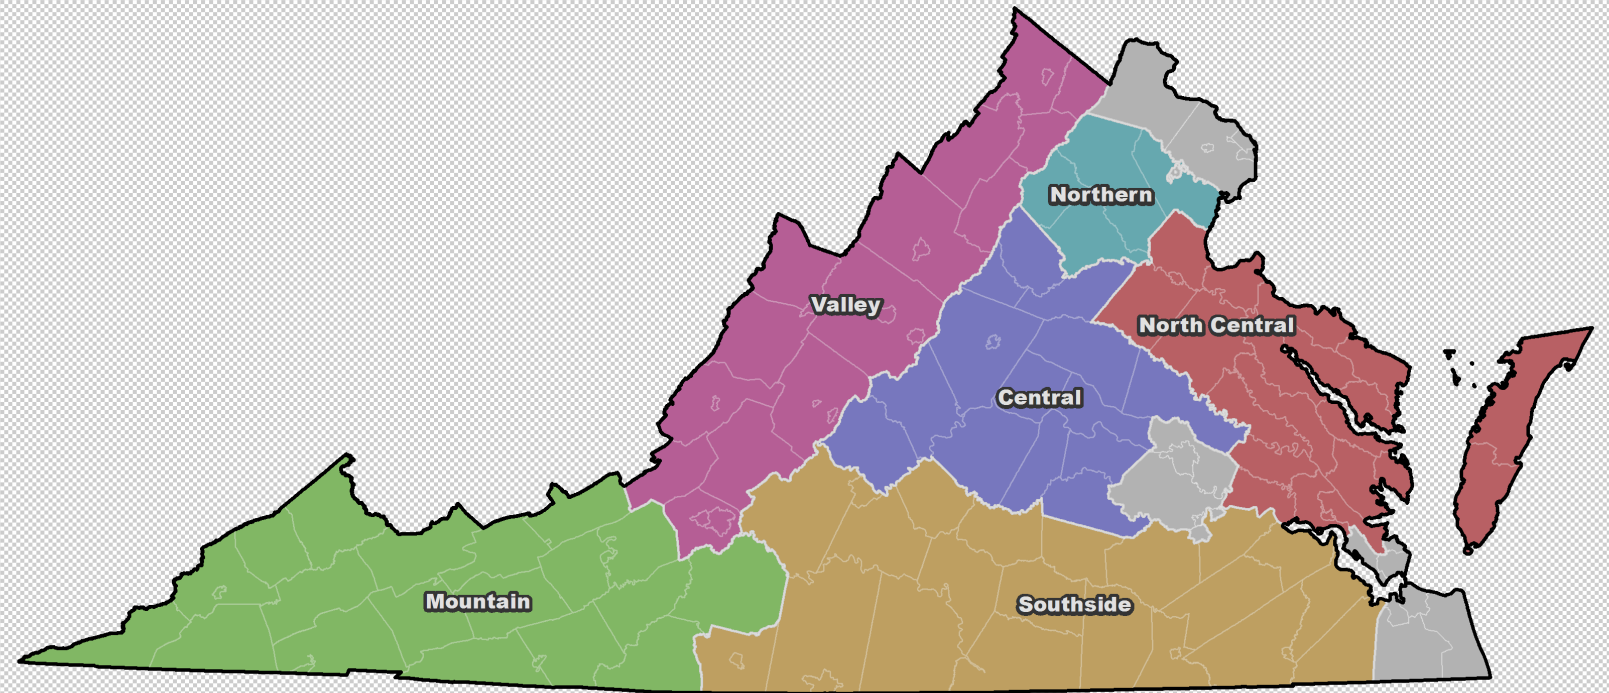 Northern
Valley
North Central
Central
Mountain
Southside